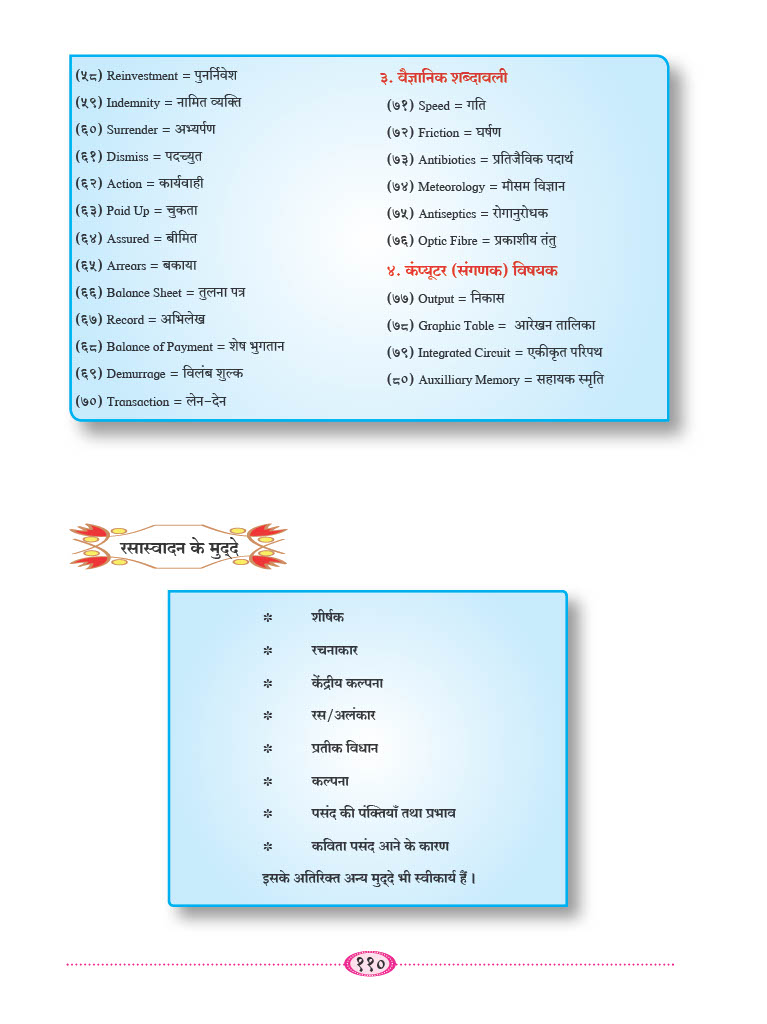 (५८) Reinvestment = पुनर्निवेश
(५९) Indemnity = नामित व्यक्ति
(६०) Surrender = अभ्यर्पण
(६१) Dismiss = पदच्युत
(६२) Action = कार्यवाही
(६३) Paid Up = चुकता
(६४) Assured = बीमित
(६५) Arrears = बकाया
(६६) Balance Sheet = तुलना पत्र
(६७) Record = अभिलेख
(६८) Balance of Payment = शेष भुगतान
(६९) Demurrage = विलंब शुल्क
(७०) Transaction = लेन-देन
३. वैज्ञानिक शब्दावली
(७१) Speed = गति
(७२) Friction = घर्षण
(७३) Antibiotics = प्रतिजैविक पदार्थ
(७४) Meteorology = मौसम विज्ञान
(७५) Antiseptics = रोगानुरोधक
(७६) Optic Fibre = प्रकाशीय तंतु
४. कंप्यूटर (संगणक) विषयक
(७७) Output = निकास
(७८) Graphic Table = आरेखन तालिका
(७९) Integrated Circuit = एकीकृत परिपथ
(८०) Auxilliary Memory = सहायक स्मृति
रसास्वादन के मुद्दे
* शीर्षक
* रचनाकार
* केंद्रीय कल्पना
* रस/अलंकार
* प्रतीक विधान
* कल्पना
* पसंद की पंक्तियाँ तथा प्रभाव
* कविता पसंद आने के कारण
इसके अतिरिक्त अन्य मुद्दे भी स्वीकार्य हैं ।
११०